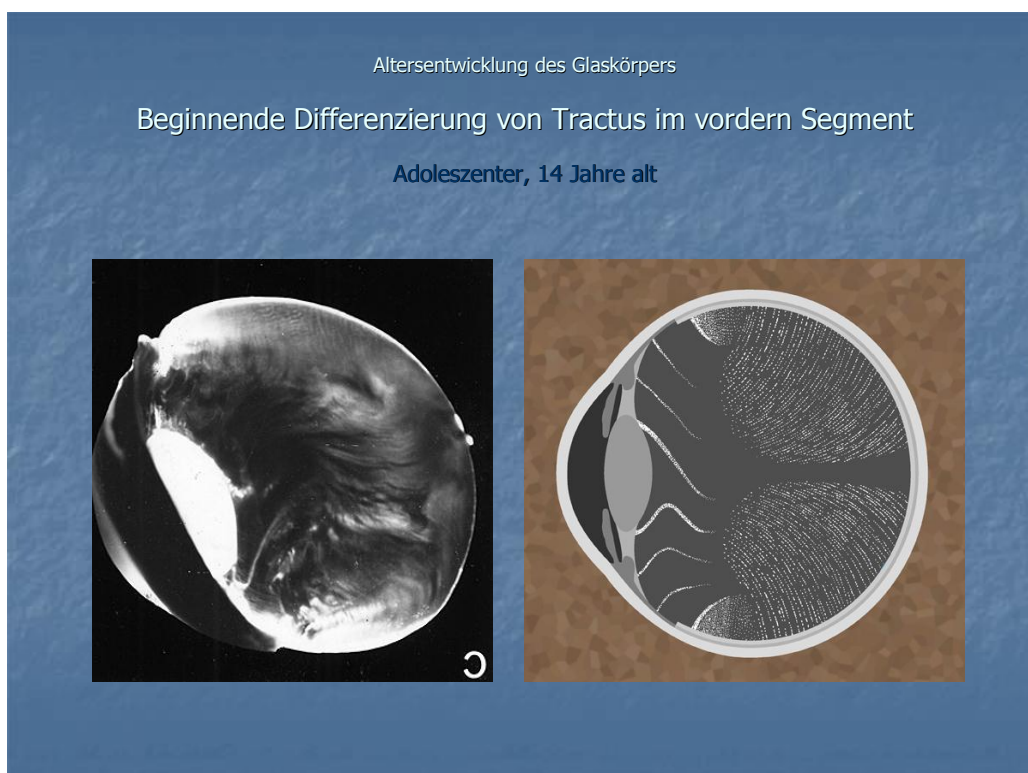 Altersentwicklung des Glaskörpers
Beginnende Differenzierung von Tractus im vordern Segment
Adoleszenter, 14 Jahre alt
Ɔ